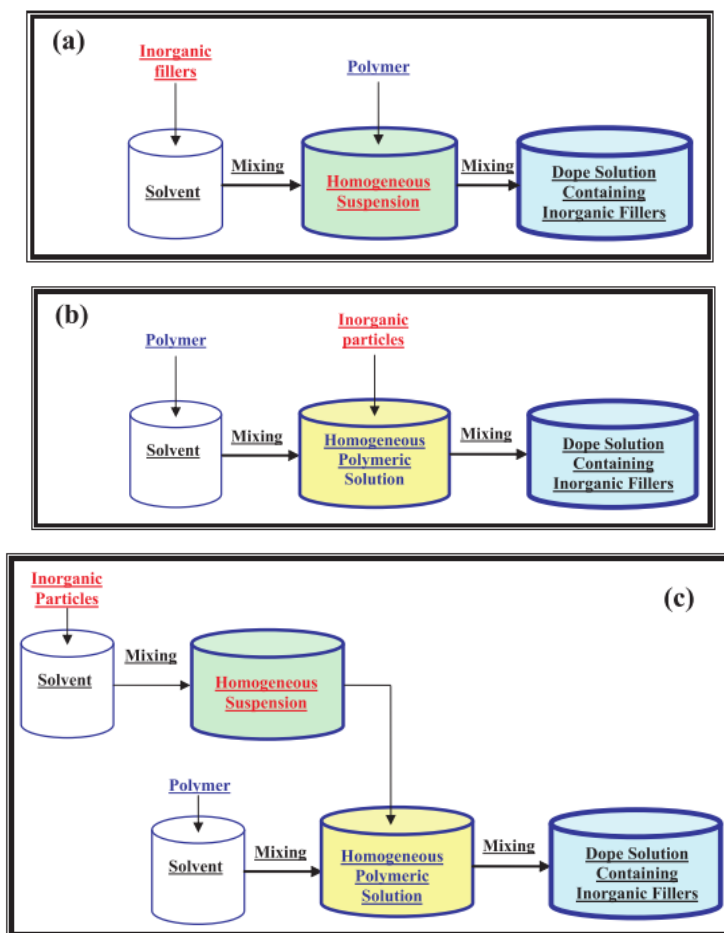 (a)
Inorganic
fillers
Polymer
Solvent
Mixing
Homogeneous
Suspension
Mixing
Dope Solution
Containing
Inorganic Fillers
(b)
Polymer
Inorganic
particles
Solvent
Mixing
Homogeneous
Polymeric
Solution
Mixing
Dope Solution
Containing
Inorganic Fillers
(c)
Inorganic
Particles
Solvent
Mixing
Homogeneous
Suspension
Polymer
Solvent
Mixing
Homogeneous
Polymeric
Solution
Mixing
Dope Solution
Containing
Inorganic Fillers